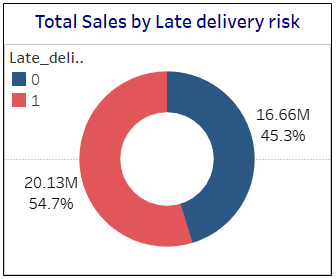 Total Sales by Late delivery risk
Late_deli..
0
1
16.66M
45.3%
20.13M
54.7%